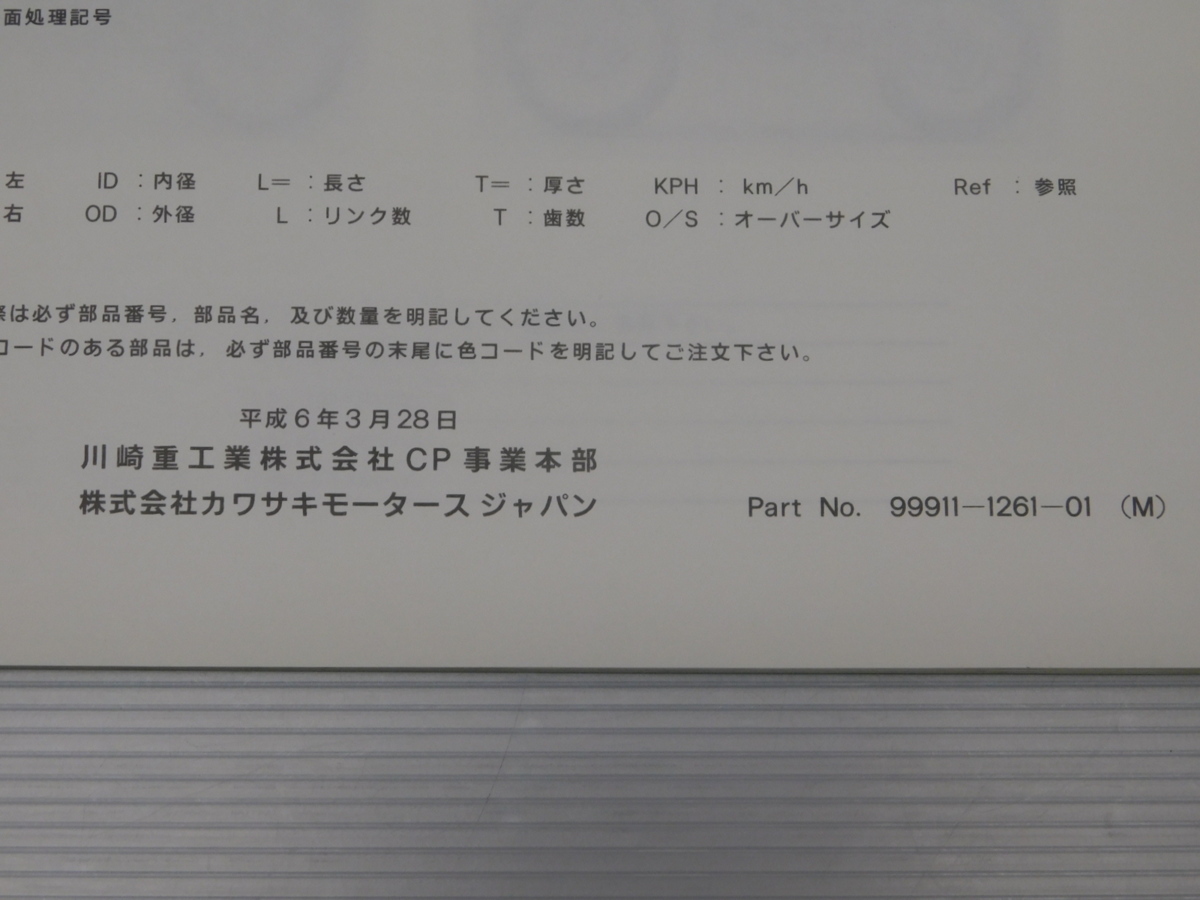 面処理記号
左 ID : 内径 L= : 長さ T= : 厚さ KPH : km/h Ref : 参照
右 OD : 外径 L : リンク数 T : 歯数 O/S : オーバーサイズ
際は必ず部品番号, 部品名, 及び数量を明記してください。
コードのある部品は, 必ず部品番号の末尾に色コードを明記してご注文下さい。
平成6年3月28日
川崎重工業株式会社CP事業本部
株式会社カワサキモータース ジャパン
Part No. 99911-1261-01 (M)